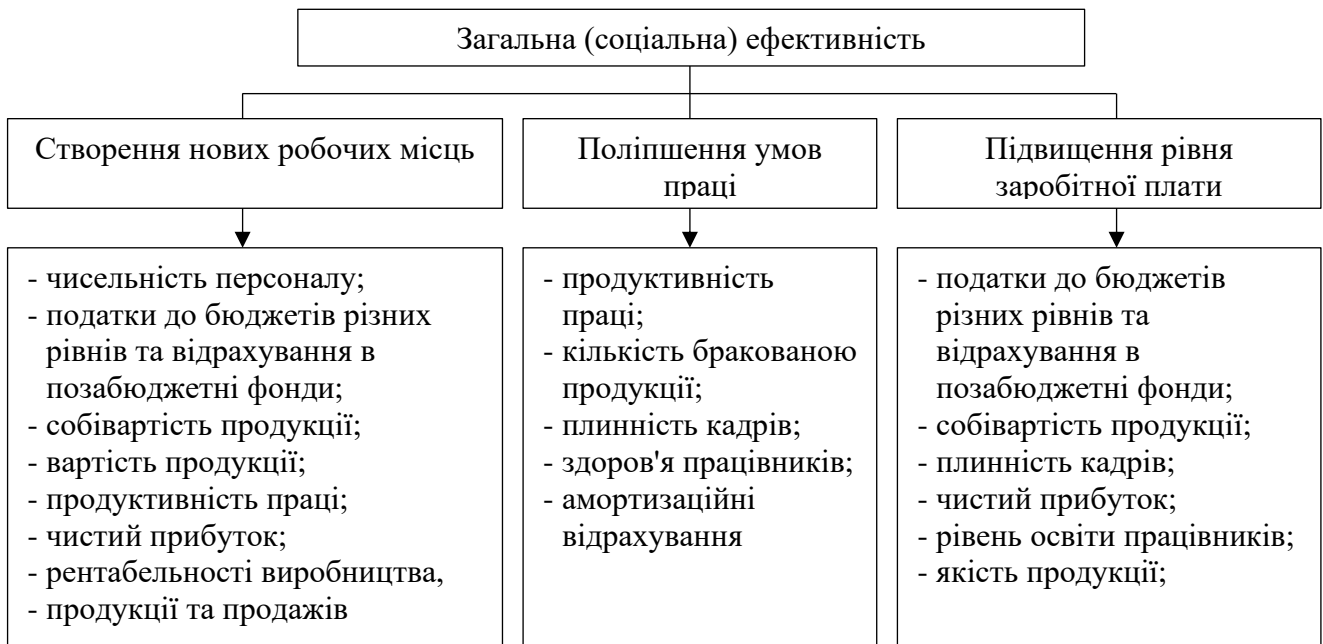 Загальна (соціальна) ефективність
Створення нових робочих місць
Поліпшення умов
праці
Підвищення рівня
заробітної плати
- чисельність персоналу;
- податки до бюджетів різних
рівнів та відрахування в
позабюджетні фонди;
- собівартість продукції;
- вартість продукції;
- продуктивність праці;
- чистий прибуток;
- рентабельності виробництва,
- продукції та продажів
- продуктивність
праці;
- кількість бракованою
продукції;
- плинність кадрів;
- здоров'я працівників;
- амортизаційні
відрахування
- податки до бюджетів
різних рівнів та
відрахування в
позабюджетні фонди;
- собівартість продукції;
- плинність кадрів;
- чистий прибуток;
- рівень освіти працівників;
- якість продукції;